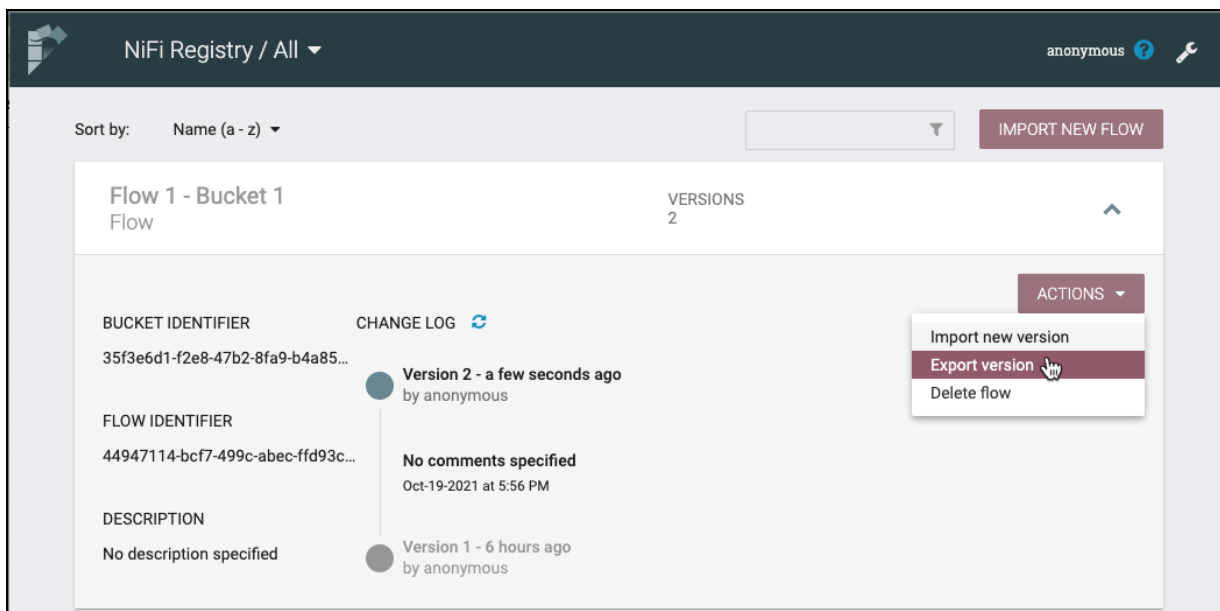 NiFi Registry / All
anonymous
Sort by: Name (a - z)
IMPORT NEW FLOW
Flow 1 - Bucket 1
Flow
VERSIONS
2
ACTIONS
Import new version
Export version
Delete flow
BUCKET IDENTIFIER
35f3e6d1-f2e8-47b2-8fa9-b4a85...
FLOW IDENTIFIER
44947114-bcf7-499c-abec-ffd93c...
DESCRIPTION
No description specified
CHANGE LOG
Version 2 - a few seconds ago
by anonymous
No comments specified
Oct-19-2021 at 5:56 PM
Version 1 - 6 hours ago
by anonymous